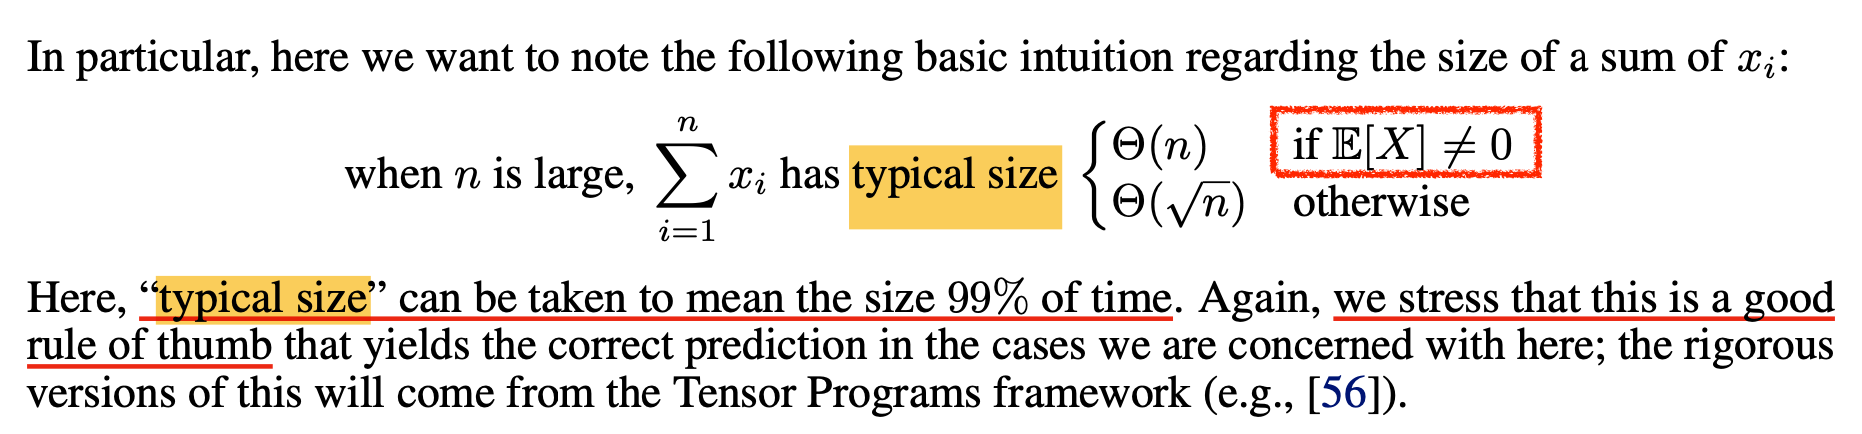 In particular, here we want to note the following basic intuition regarding the size of a sum of $x_i$:
when $n$ is large, $\sum_{i=1}^{n} x_i$ has typical size $\begin{cases} \Theta(n) & \text{if } \mathbb{E}[X] \neq 0 \\ \Theta(\sqrt{n}) & \text{otherwise} \end{cases}$
Here, “typical size” can be taken to mean the size 99% of time. Again, we stress that this is a good
rule of thumb that yields the correct prediction in the cases we are concerned with here; the rigorous
versions of this will come from the Tensor Programs framework (e.g., [56]).